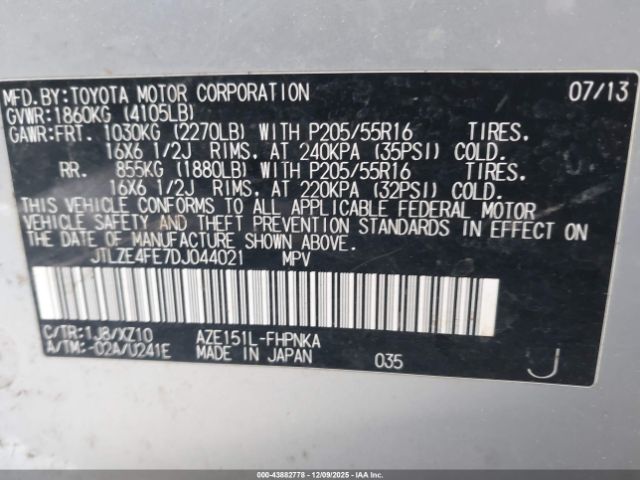 MFD.BY:TOYOTA MOTOR CORPORATION 07/13
GVWR:1860KG (4105LB)
GAWR:FRT. 1030KG (2270LB) WITH P205/55R16 TIRES.
16X6 1/2J RIMS. AT 240KPA (35PSI) COLD.
RR. 855KG (1880LB) WITH P205/55R16 TIRES.
16X6 1/2J RIMS. AT 220KPA (32PSI) COLD.
THIS VEHICLE CONFORMS TO ALL APPLICABLE FEDERAL MOTOR
VEHICLE SAFETY AND THEFT PREVENTION STANDARDS IN EFFECT ON
THE DATE OF MANUFACTURE SHOWN ABOVE.
JTLZE4FE7DJ044021 MPV
C/TR:1J8/XZ10 AZE151L-FHPNKA
A/TM:-02A/U241E MADE IN JAPAN 035 J
000-43882778 - 12/09/2025 - IAAI.COM